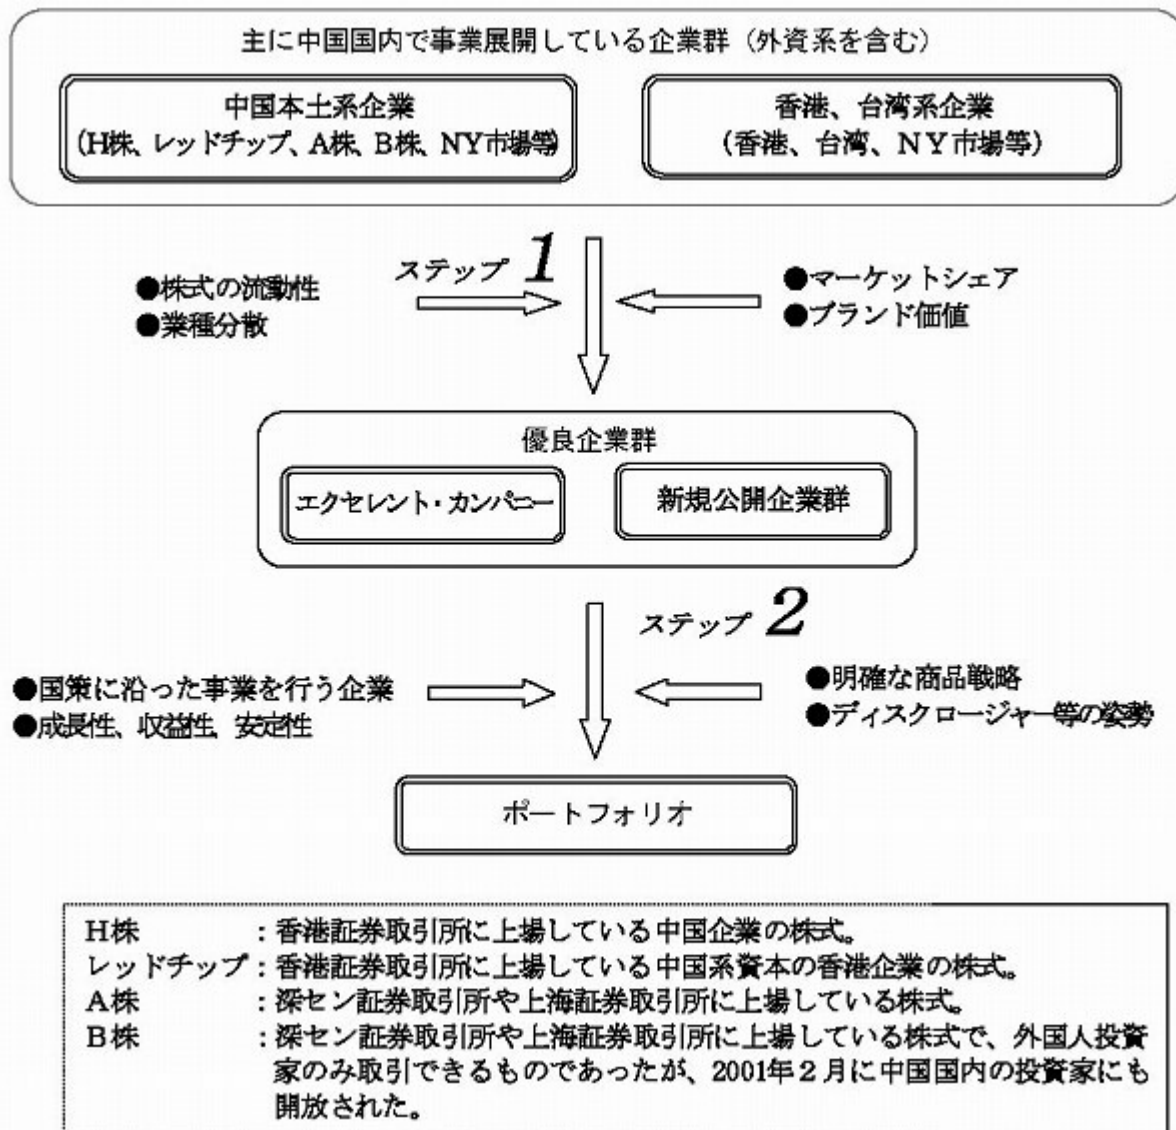 主に中国国内で事業展開している企業群（外資系を含む）
中国本土系企業
(H株、レッドチップ、A株、B株、NY市場等)
香港、台湾系企業
（香港、台湾、NY市場等）
ステップ 1
●株式の流動性
●業種分散
●マーケットシェア
●ブランド価値
優良企業群
エクセレント・カンパニー
新規公開企業群
ステップ 2
●国策に沿った事業を行う企業
●成長性、収益性、安定性
●明確な商品戦略
●ディスクロージャー等の姿勢
ポートフォリオ
H株　　　　：香港証券取引所に上場している中国企業の株式。
レッドチップ：香港証券取引所に上場している中国系資本の香港企業の株式。
A株　　　　：深セン証券取引所や上海証券取引所に上場している株式。
B株　　　　：深セン証券取引所や上海証券取引所に上場している株式で、外国人投資
家のみ取引できるものであったが、2001年２月に中国国内の投資家にも
開放された。